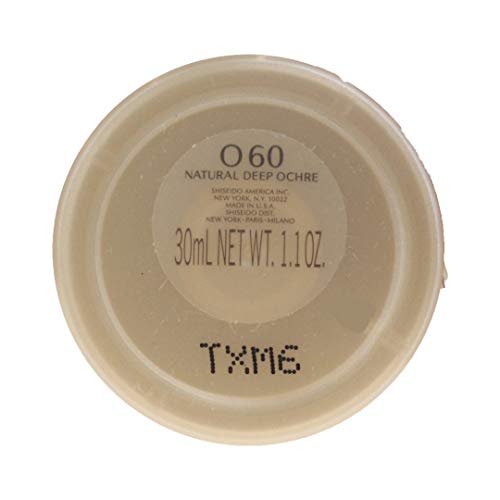 O 60
NATURAL DEEP OCHRE
SHISEIDO AMERICA INC.
NEW YORK, N.Y. 10022
MADE IN U.S.A.
SHISEIDO DIST.
NEW YORK-PARIS-MILANO
30mL NET WT. 1.1 OZ.
TXM6